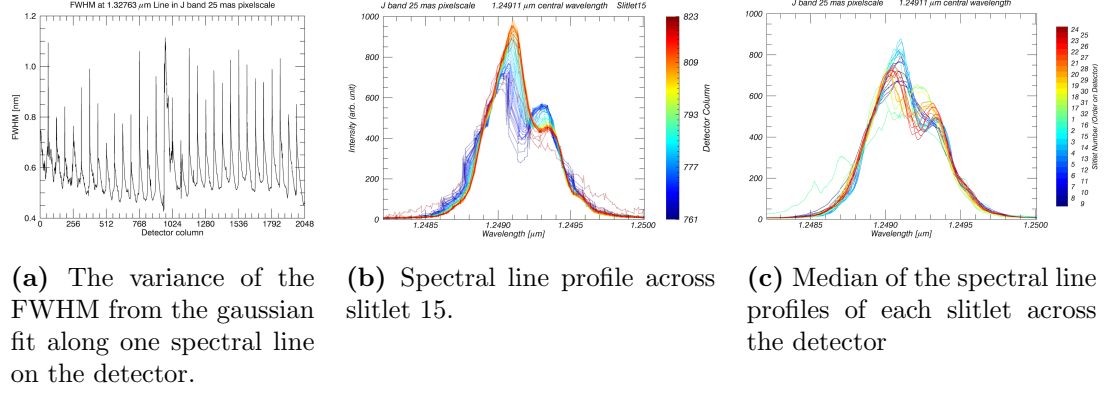 FWHM at 1.32763 μm Line in J band 25 mas pixelscale
1.2
1.0
0.8
0.6
0.4
FWHM [nm]
0 256 512 768 1024 1280 1536 1792 2048
Detector column
J band 25 mas pixelscale 1.24911 μm central wavelength Slitlet15
1000
800
600
400
200
0
Intensity (arb. unit)
1.2485 1.2490 1.2495 1.2500
Wavelength [μm]
823
809
793
777
761
Detector Column
J band 25 mas pixelscale 1.24911 μm central wavelength
1000
800
600
400
200
0
1.2485 1.2490 1.2495 1.2500
Wavelength [μm]
24
25
23
26
22
27
21
28
20
29
19
30
18
31
17
32
16
1
15
2
14
3
13
4
12
5
11
6
10
7
8
9
Slitlet Number (Order on Detector)
(a) The variance of the
FWHM from the gaussian
fit along one spectral line
on the detector.
(b) Spectral line profile across
slitlet 15.
(c) Median of the spectral line
profiles of each slitlet across
the detector